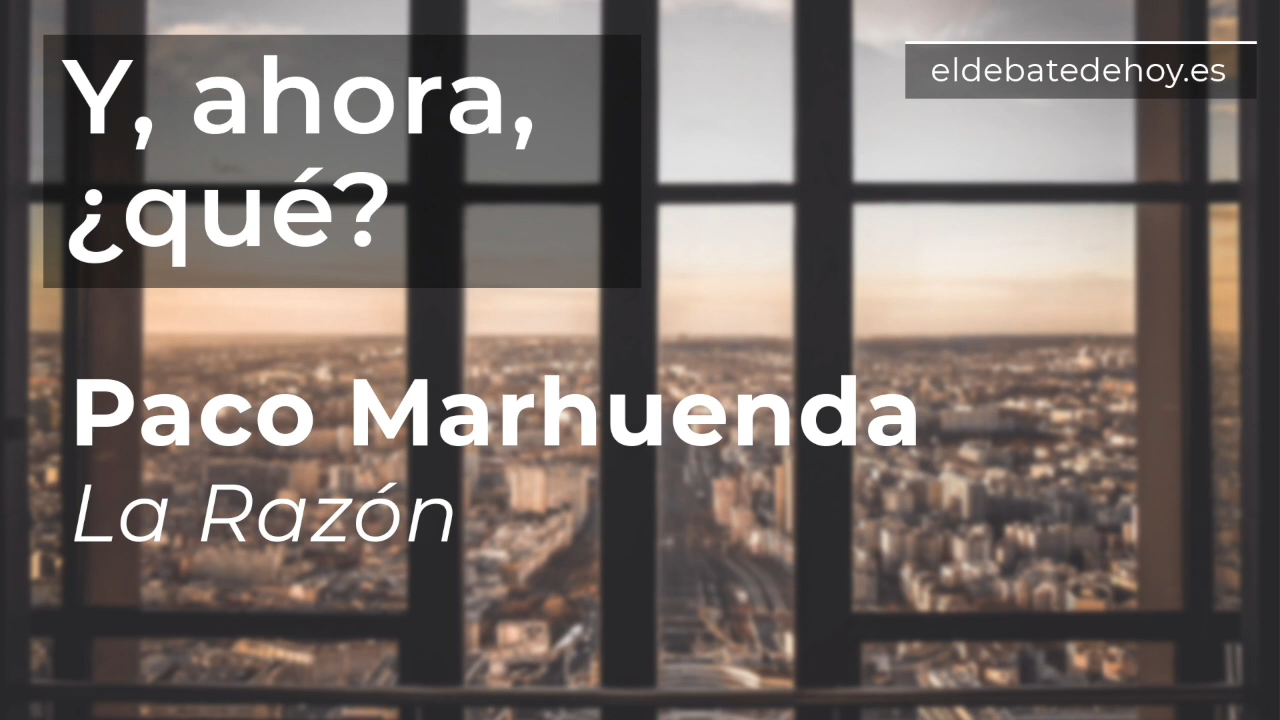 Y, ahora,
¿qué?
eldebatedehoy.es
Paco Marhuenda
La Razón